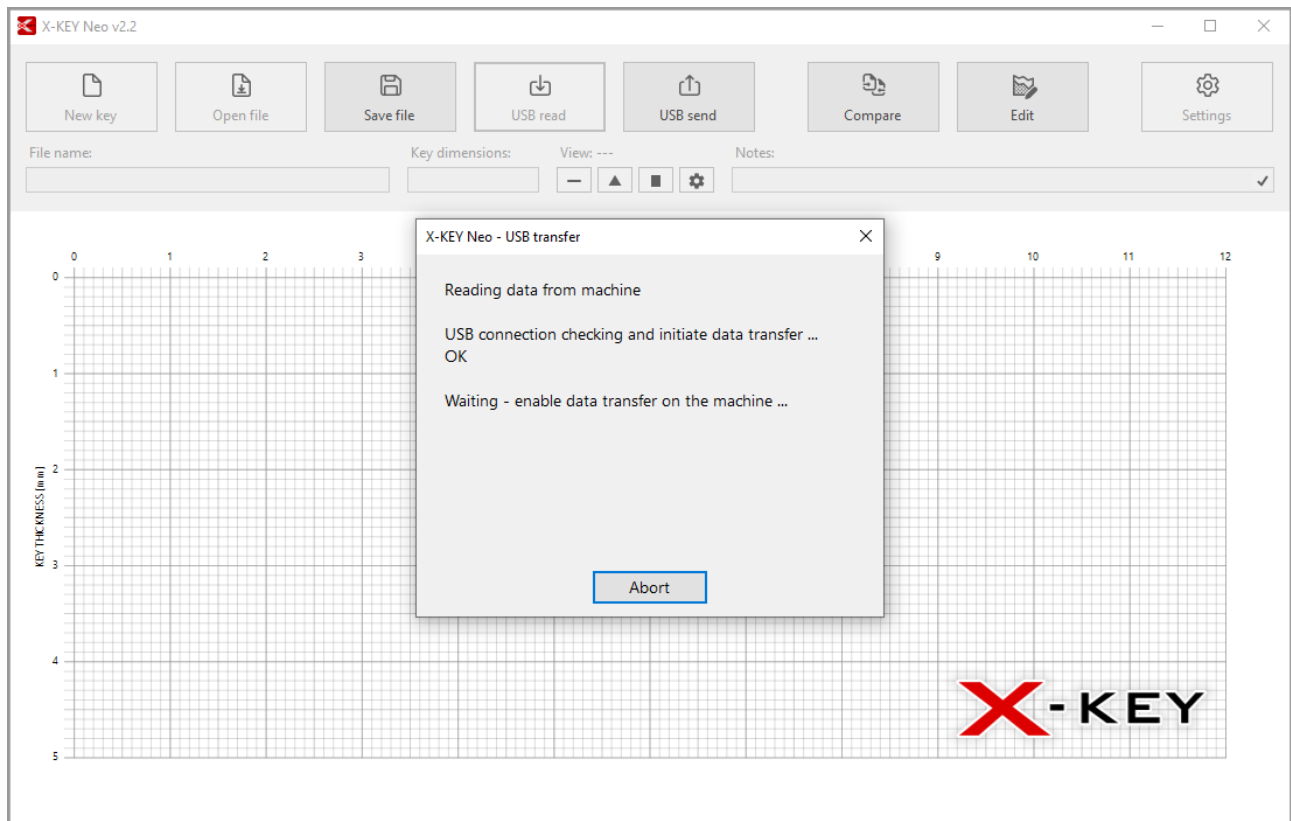 X-KEY Neo v2.2
New key
Open file
Save file
USB read
USB send
Compare
Edit
Settings
File name:
Key dimensions:
View: ---
Notes:
X-KEY Neo - USB transfer
Reading data from machine
USB connection checking and initiate data transfer ...
OK
Waiting - enable data transfer on the machine ...
Abort
0 1 2 3 9 10 11 12
0
1
2
3
4
5
KEY THICKNESS [mm]
X-KEY